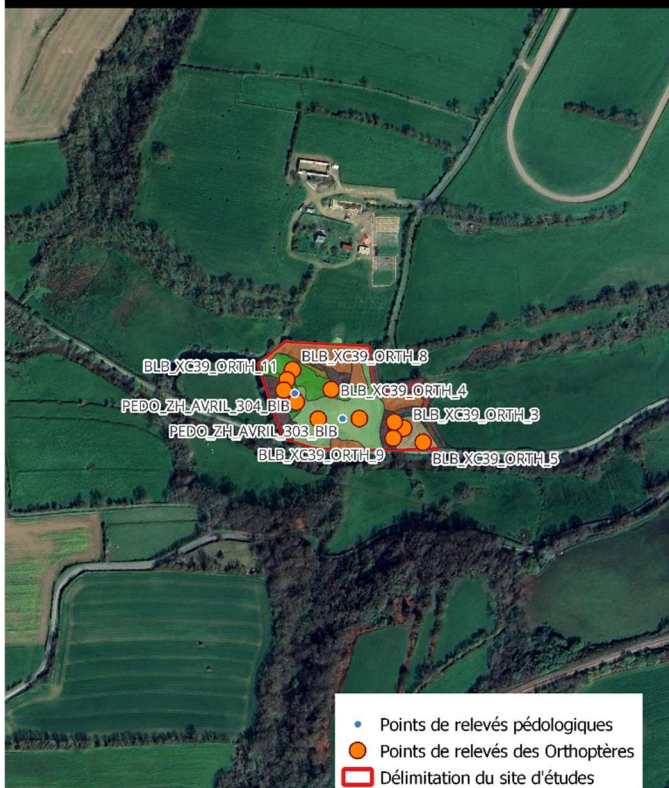 BLB_XC39_ORTH_8
BLB_XC39_ORTH_11
BLB_XC39_ORTH_4
PEDO_ZH_AVRIL_304_BIB
BLB_XC39_ORTH_3
PEDO_ZH_AVRIL_303_BIB
BLB_XC39_ORTH_9
BLB_XC39_ORTH_5
Points de relevés pédologiques
Points de relevés des Orthoptères
Délimitation du site d'études